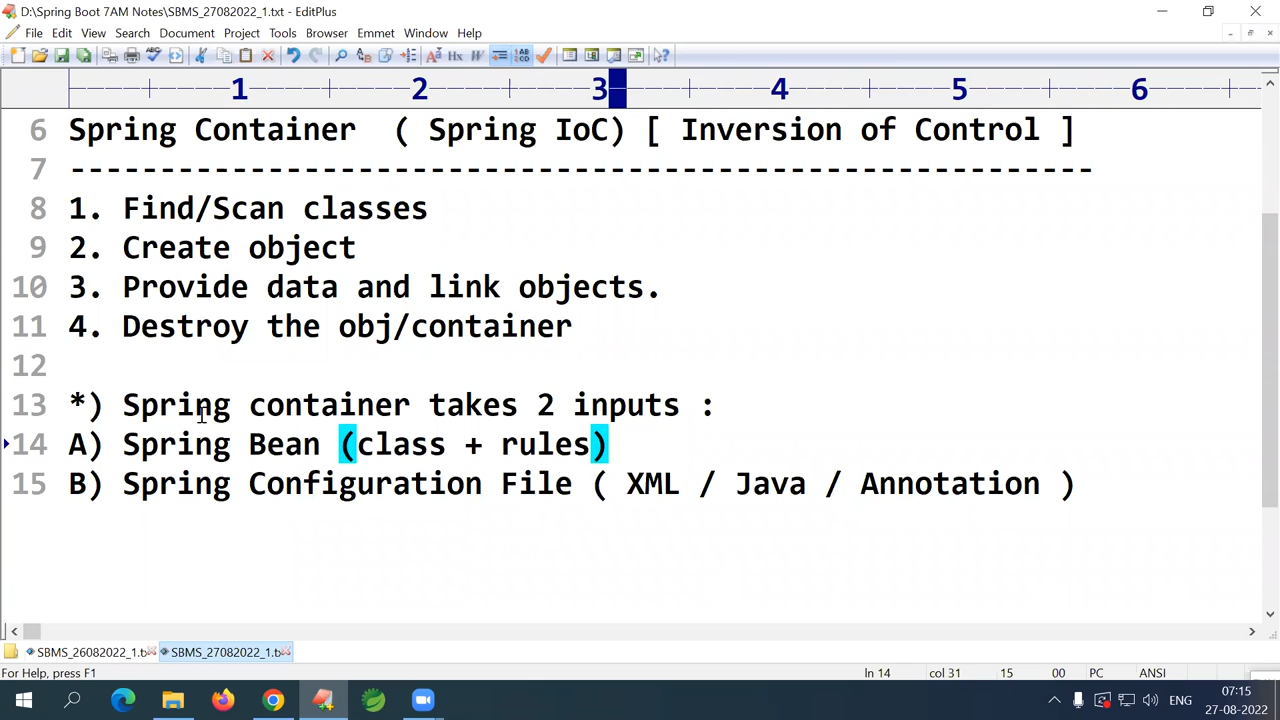 D:\Spring Boot 7AM Notes\SBMS_27082022_1.txt - EditPlus
File Edit View Search Document Project Tools Browser Emmet Window Help
1 2 3 4 5 6
6 Spring Container ( Spring IoC) [ Inversion of Control ]
7 ---------------------------------------------------------
8 1. Find/Scan classes
9 2. Create object
10 3. Provide data and link objects.
11 4. Destroy the obj/container
12
13 *) Spring container takes 2 inputs :
14 A) Spring Bean (class + rules)
15 B) Spring Configuration File ( XML / Java / Annotation )
SBMS_26082022_1.t SBMS_27082022_1.t
For Help, press F1 Ln 14 col 31 15 00 PC ANSI
ENG 07:15
27-08-2022